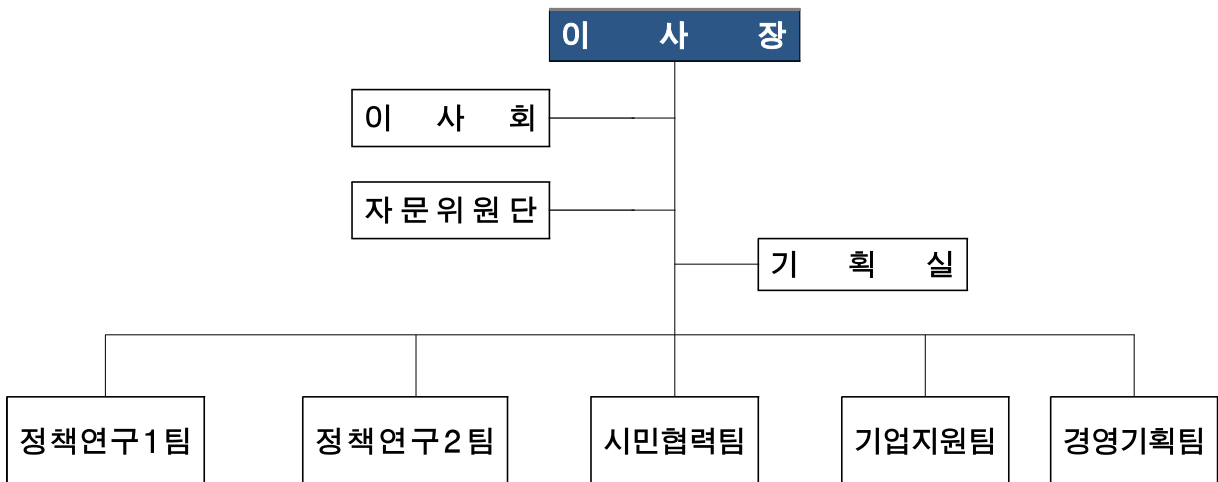 이 사 장
이 사 회
자문위원단
기 획 실
정책연구1팀
정책연구2팀
시민협력팀
기업지원팀
경영기획팀